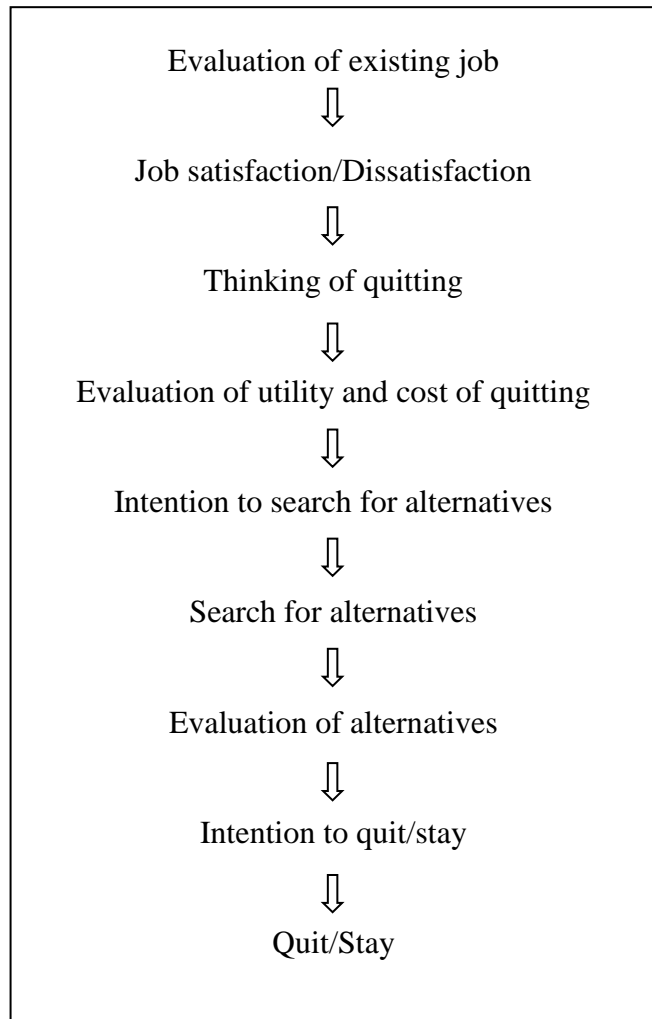 Evaluation of existing job
Job satisfaction/Dissatisfaction
Thinking of quitting
Evaluation of utility and cost of quitting
Intention to search for alternatives
Search for alternatives
Evaluation of alternatives
Intention to quit/stay
Quit/Stay